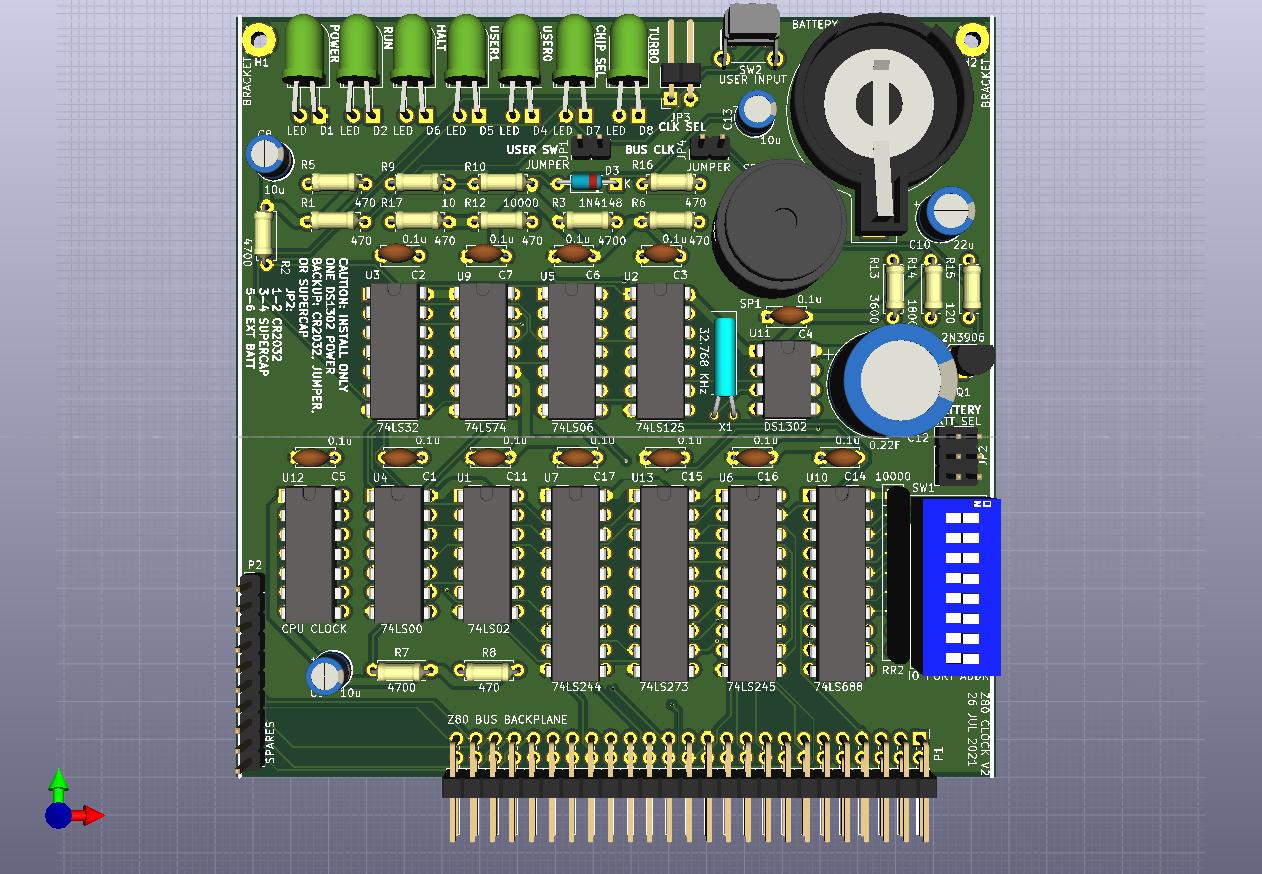 BATTERY
H1
BRACKET
POWER
RUN
HALT
USER1
USER0
CHIP SEL
TURBO
SW2
USER INPUT
BRACKET
LED D1
LED D2
LED D6
LED D5
LED D4
LED D7
LED D8
JP3
CLK SEL
C13
10u
10u
USER SW
JP1
JUMPER
BUS CLK
JP4
JUMPER
R5
R9
R10
D3
K
R16
470
10
10000
1N4148
470
R1
R17
R12
R3
R6
470
470
470
4700
470
4700
R2
0.1u
0.1u
0.1u
0.1u
C10
22u
U3
C2
U9
C7
U5
C6
U2
C3
R13
R14
R15
3600
180K
120
CAUTION: INSTALL ONLY
ONE DS1302 POWER
BACKUP: CR2032, JUMPER,
OR SUPERCAP
JP2:
1-2 CR2032
3-4 SUPERCAP
5-6 EXT BATT
SP1
0.1u
U11
C4
2N3906
Q1
32.768 KHz
X1
DS1302
74LS32
74LS74
74LS06
74LS125
0.22F
C12
JP2
0.1u
0.1u
0.1u
0.1u
0.1u
0.1u
0.1u
U12
C5
U4
C1
U1
C11
U7
C17
U13
C15
U6
C16
U10
C14
10000
SW1
P2
CPU CLOCK
74LS00
74LS02
R7
R8
4700
470
10u
74LS244
74LS273
74LS245
74LS688
RR2
SPARES
Z80 BUS BACKPLANE
P1
Z80 CLOCK V2
26 JUL 2021